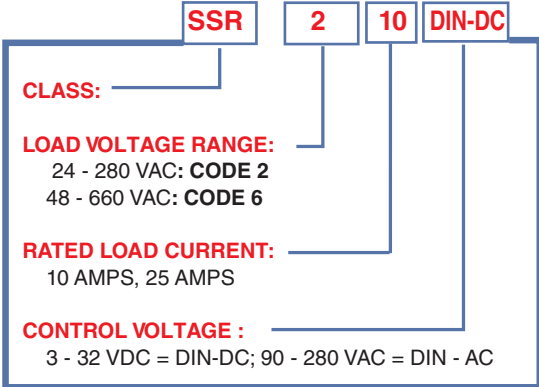 SSR 2 10 DIN-DC
CLASS:
LOAD VOLTAGE RANGE:
24 - 280 VAC: CODE 2
48 - 660 VAC: CODE 6
RATED LOAD CURRENT:
10 AMPS, 25 AMPS
CONTROL VOLTAGE :
3 - 32 VDC = DIN-DC; 90 - 280 VAC = DIN - AC